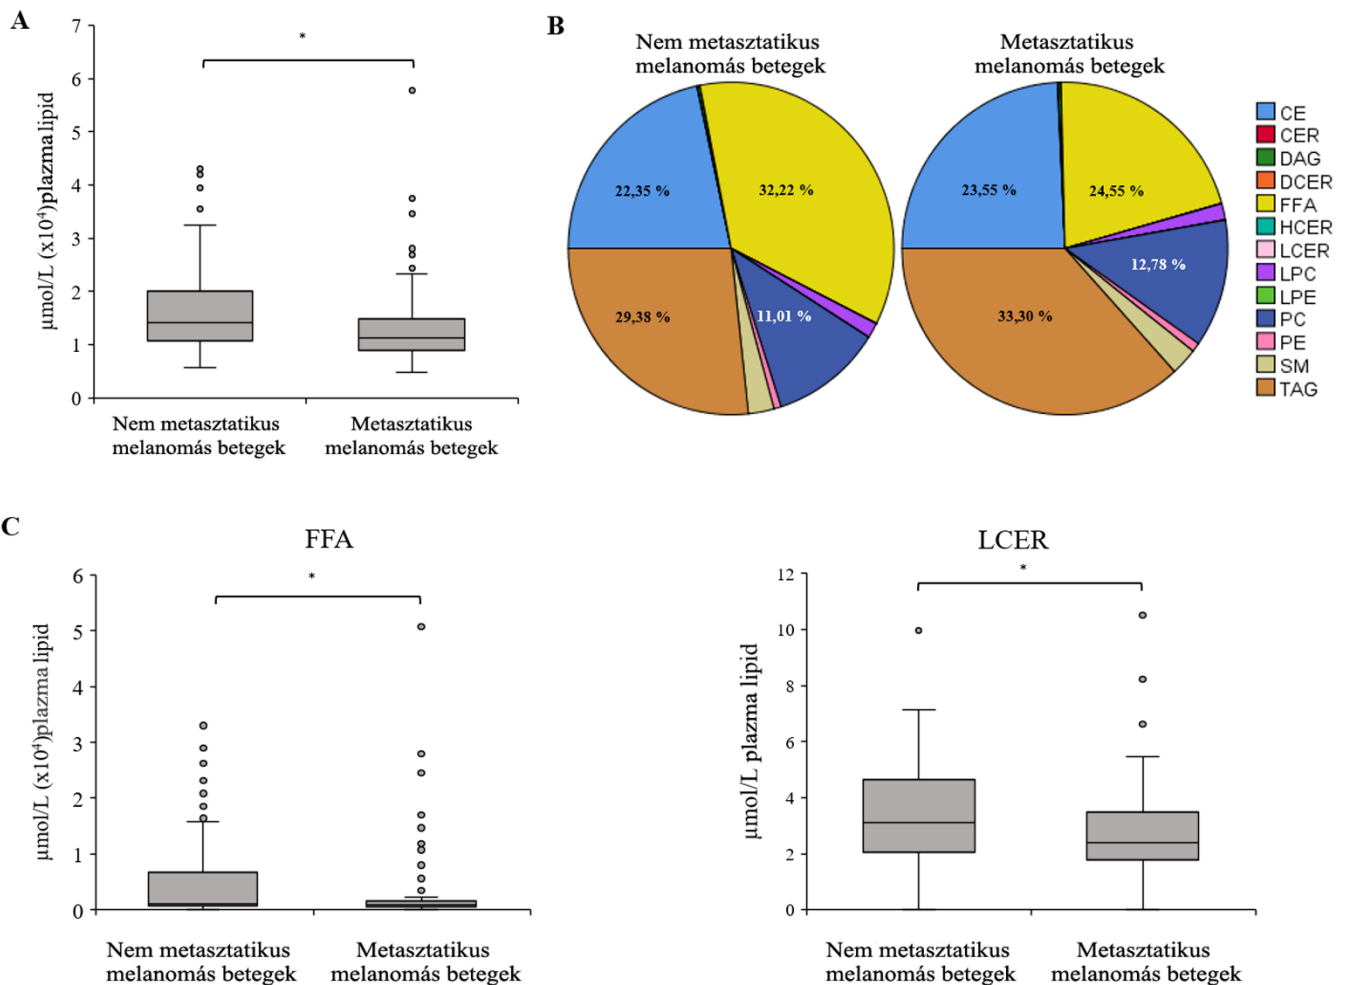 A
7
6
5
4
3
2
1
0
*
µmol/L (x10⁴)plazma lipid
Nem metasztatikus
melanomás betegek
Metasztatikus
melanomás betegek
B
Nem metasztatikus
melanomás betegek
22,35 %
32,22 %
29,38 %
11,01 %
Metasztatikus
melanomás betegek
23,55 %
24,55 %
12,78 %
33,30 %
CE
CER
DAG
DCER
FFA
HCER
LCER
LPC
LPE
PC
PE
SM
TAG
C
FFA
6
5
4
3
2
1
0
*
µmol/L (x10⁴)plazma lipid
Nem metasztatikus
melanomás betegek
Metasztatikus
melanomás betegek
LCER
12
10
8
6
4
2
0
*
µmol/L plazma lipid
Nem metasztatikus
melanomás betegek
Metasztatikus
melanomás betegek